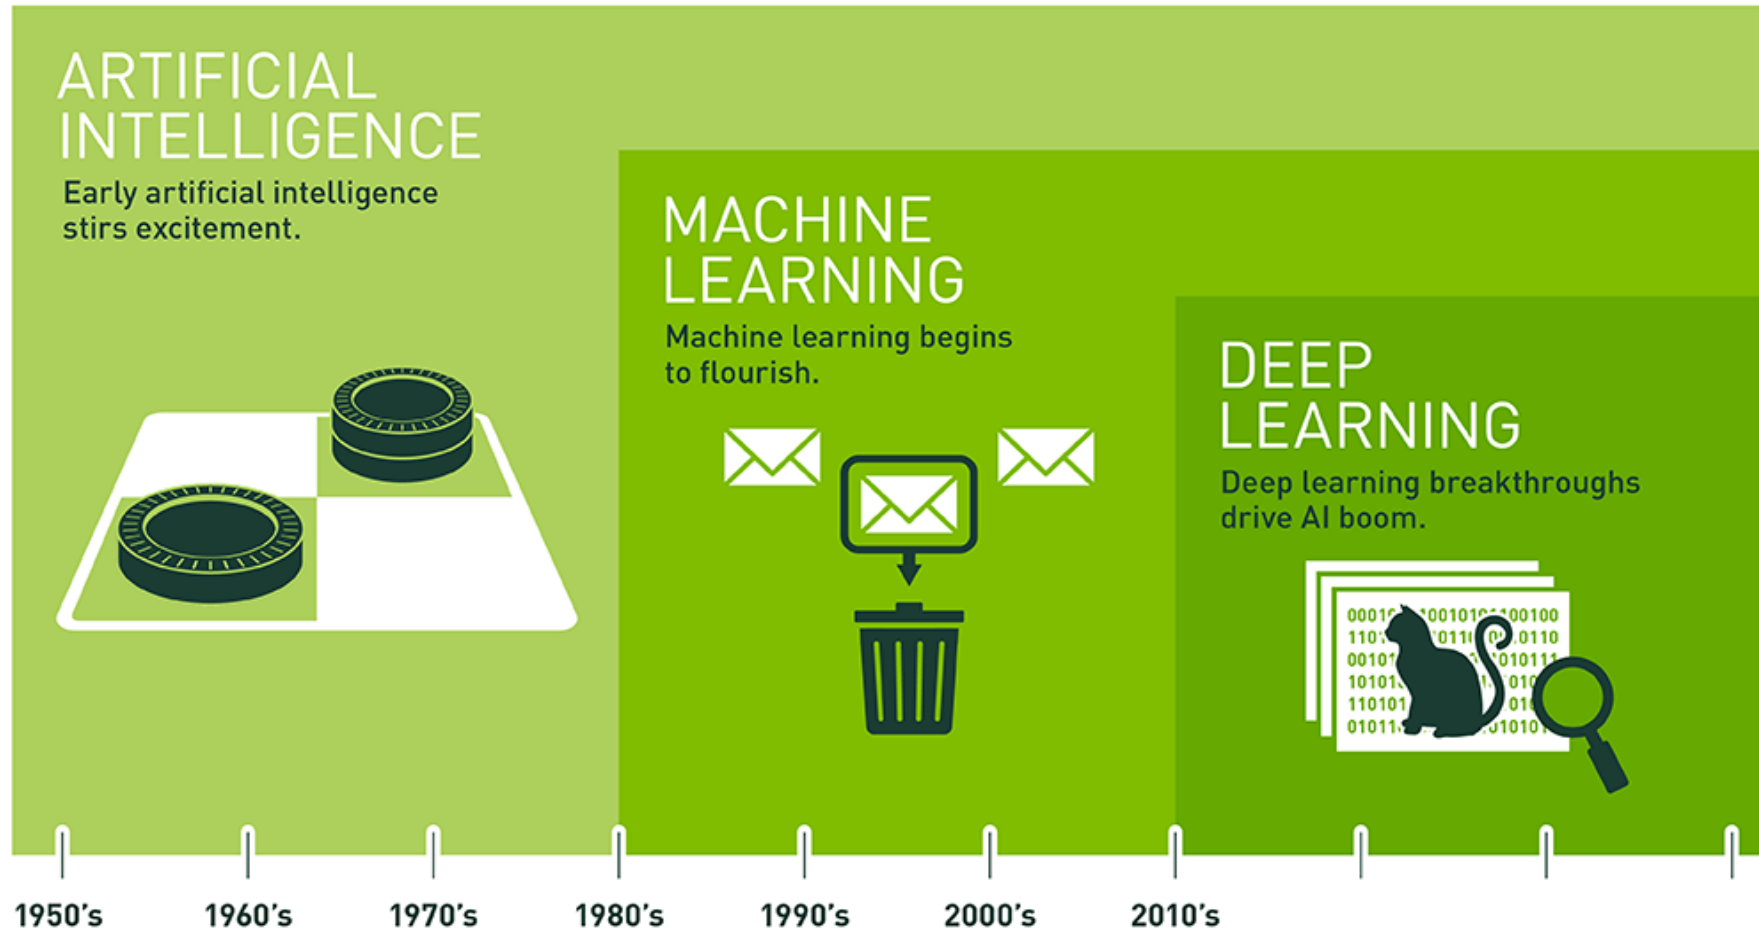 ARTIFICIAL
INTELLIGENCE
Early artificial intelligence
stirs excitement.
MACHINE
LEARNING
Machine learning begins
to flourish.
DEEP
LEARNING
Deep learning breakthroughs
drive AI boom.
1950's
1960's
1970's
1980's
1990's
2000's
2010's